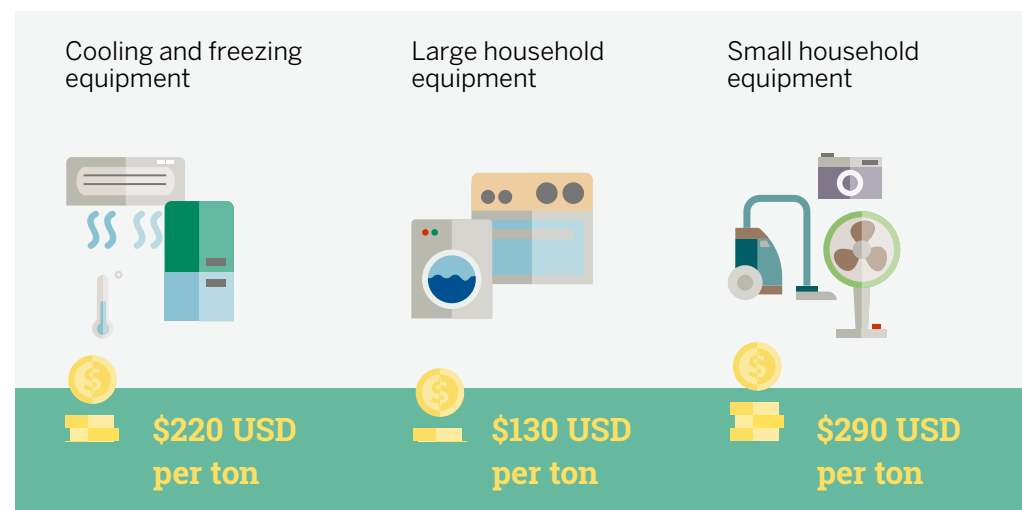 Cooling and freezing
equipment
Large household
equipment
Small household
equipment
$220 USD
per ton
$130 USD
per ton
$290 USD
per ton